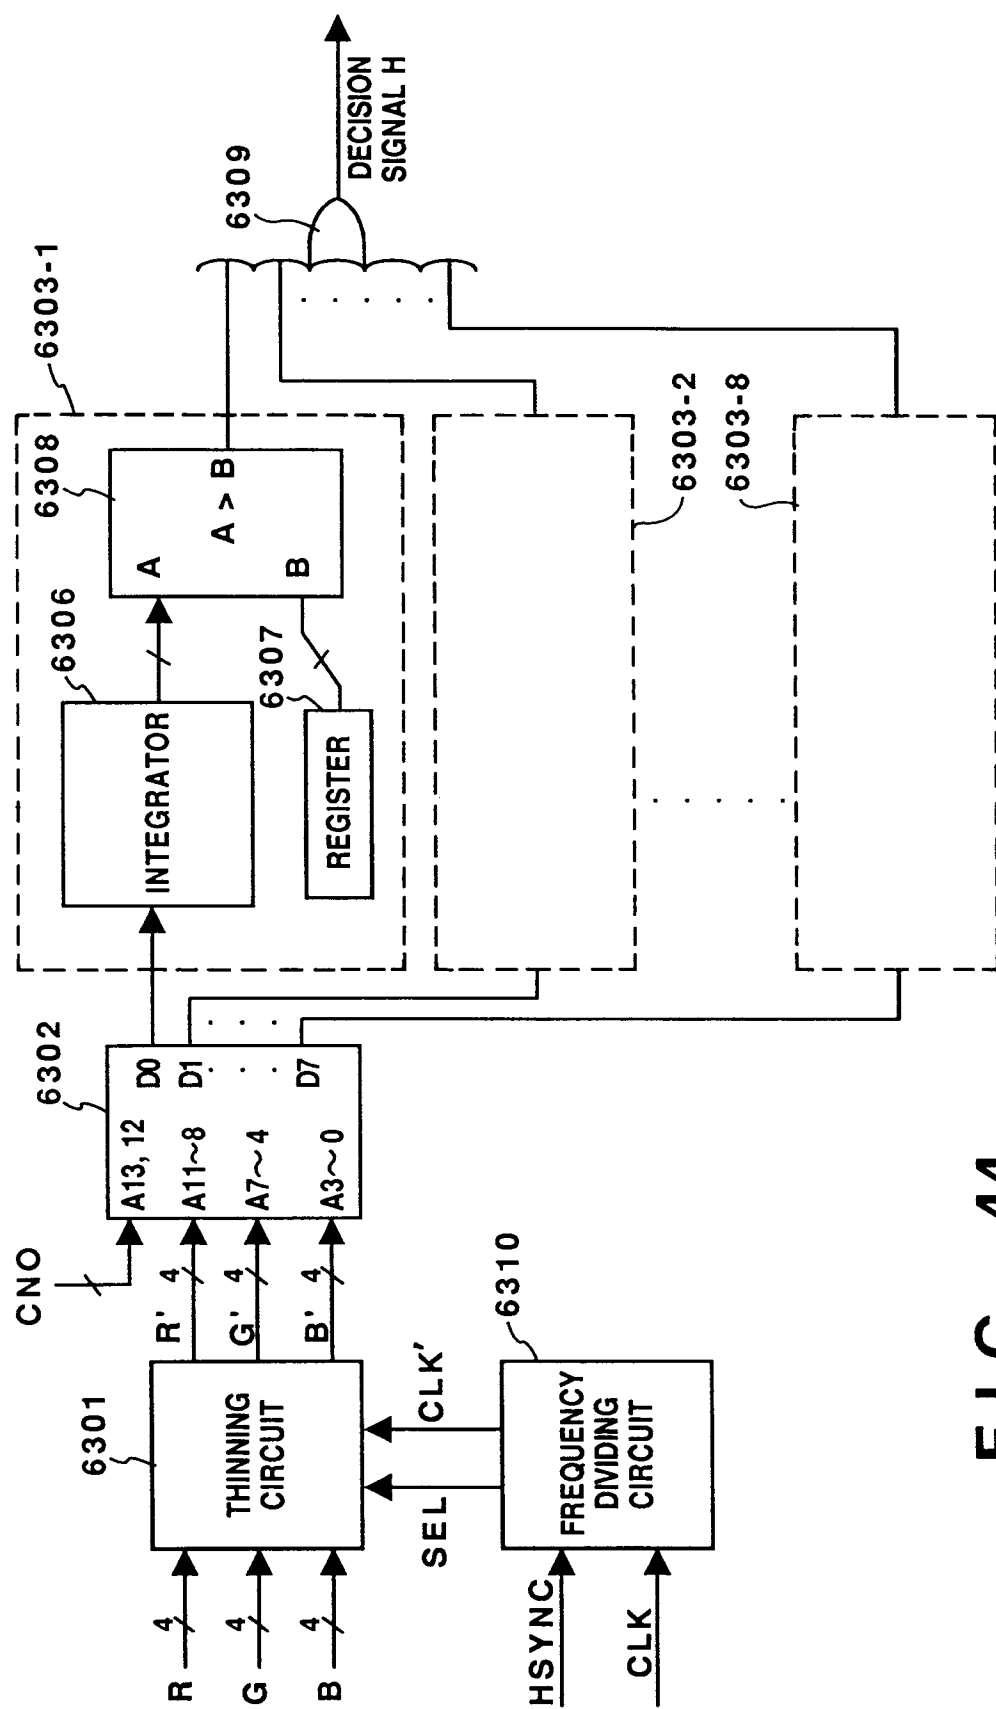 R
4
G
4
B
4
6301
THINNING
CIRCUIT
HSYNC
CLK
FREQUENCY
DIVIDING
CIRCUIT
6310
SEL
CLK'
R'
4
G'
4
B'
4
CNO
6302
A13, 12
A11~8
A7~4
A3~0
D0
D1
D7
6303-1
INTEGRATOR
6306
REGISTER
6307
6308
A
A > B
B
6303-2
6303-8
6309
DECISION
SIGNAL H